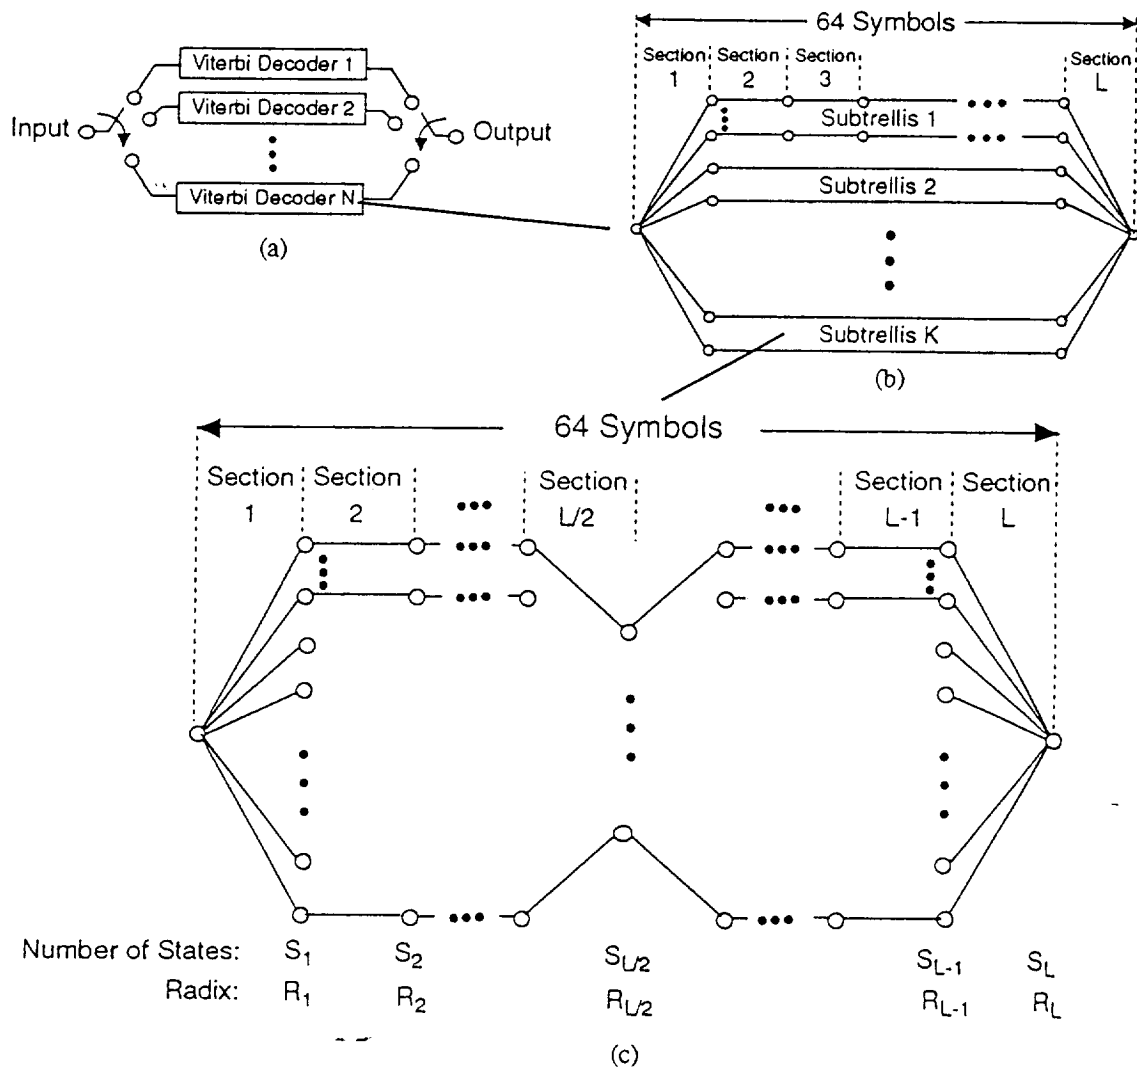 Viterbi Decoder 1
Viterbi Decoder 2
Input
Output
Viterbi Decoder N
(a)
64 Symbols
Section 1
Section 2
Section 3
Section L
Subtrellis 1
Subtrellis 2
Subtrellis K
(b)
64 Symbols
Section 1
Section 2
Section L/2
Section L-1
Section L
Number of States: S1 S2 SL/2 SL-1 SL
Radix: R1 R2 RL/2 RL-1 RL
(c)